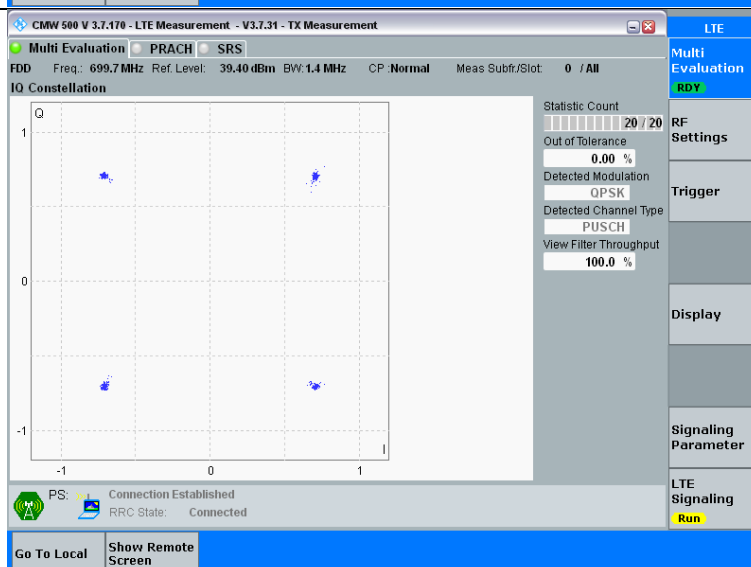 CMW 500 V 3.7.170 - LTE Measurement - V3.7.31 - TX Measurement
LTE
Multi Evaluation PRACH SRS
Multi
Evaluation
RDY
FDD Freq.: 699.7 MHz Ref. Level: 39.40 dBm BW: 1.4 MHz CP :Normal Meas Subfr./Slot: 0 / All
IQ Constellation
Q
1
0
-1
I
-1 0 1
Statistic Count
20 / 20
Out of Tolerance
0.00 %
Detected Modulation
QPSK
Detected Channel Type
PUSCH
View Filter Throughput
100.0 %
RF
Settings
Trigger
Display
Signaling
Parameter
LTE
Signaling
Run
PS: Connection Established
RRC State: Connected
Go To Local
Show Remote
Screen